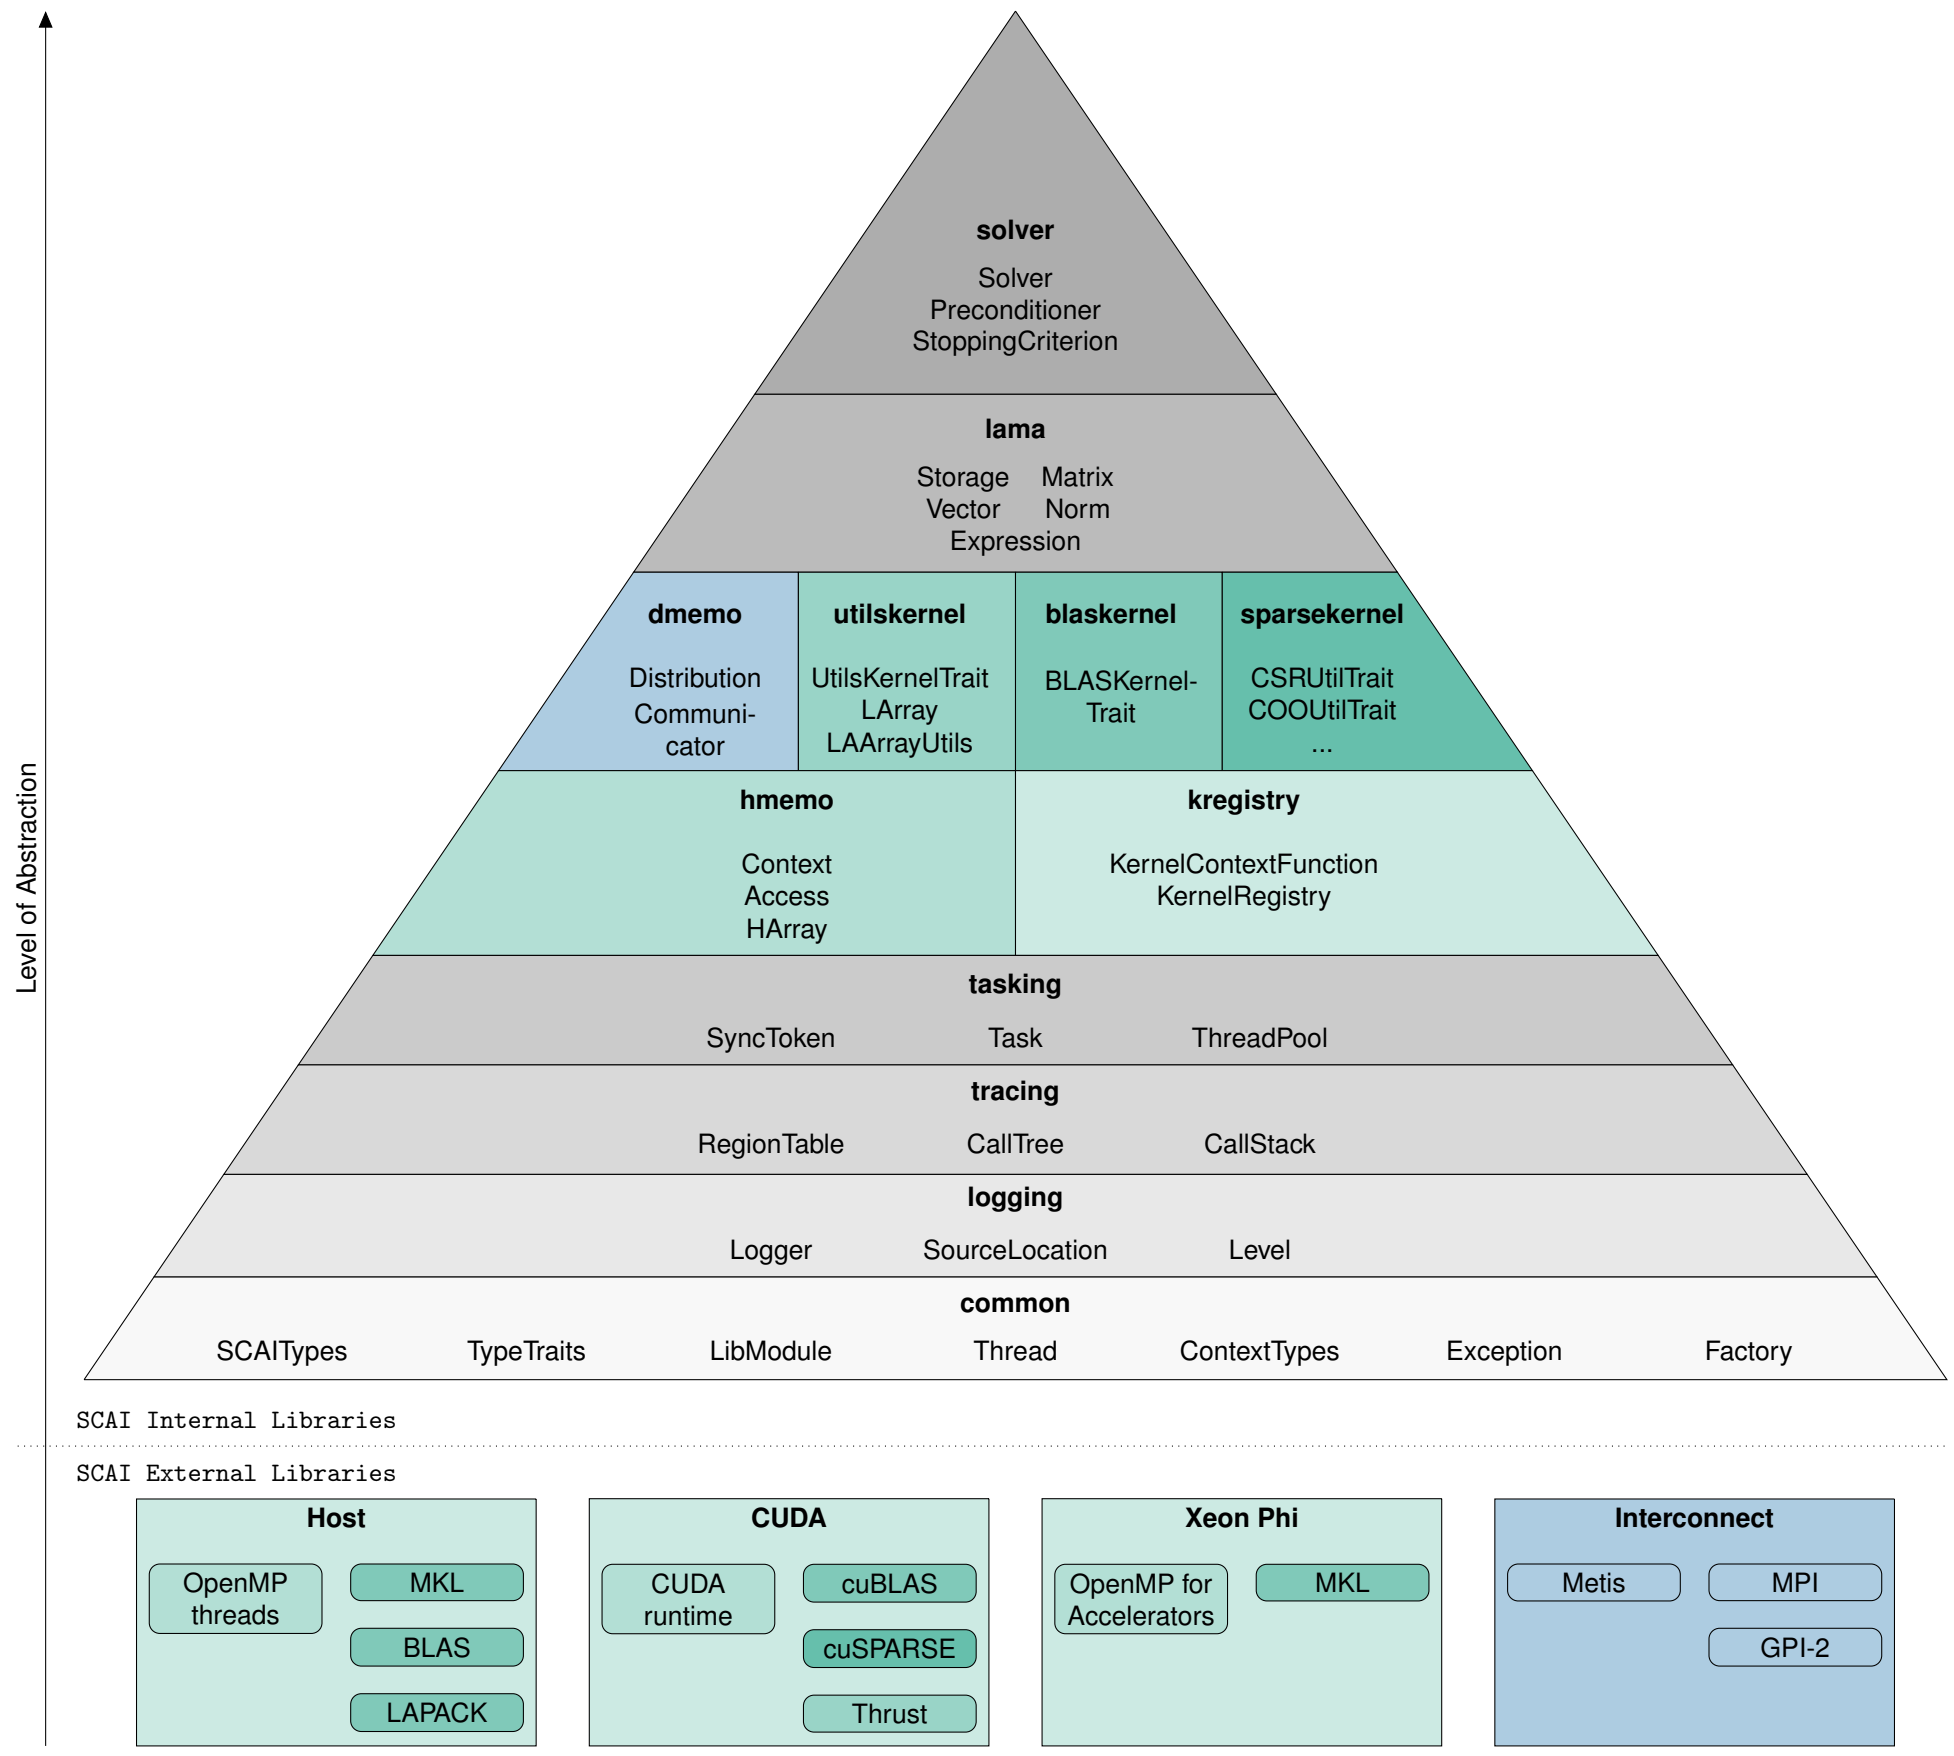 Level of Abstraction
solver
Solver
Preconditioner
StoppingCriterion
lama
Storage Matrix
Vector Norm
Expression
dmemo
Distribution
Communi-
cator
utilskernel
UtilsKernelTrait
LArray
LAArrayUtils
blaskernel
BLASKernel-
Trait
sparsekernel
CSRUtilTrait
COOUtilTrait
...
hmemo
Context
Access
HArray
kregistry
KernelContextFunction
KernelRegistry
tasking
SyncToken Task ThreadPool
tracing
RegionTable CallTree CallStack
logging
Logger SourceLocation Level
common
SCAITypes TypeTraits LibModule Thread ContextTypes Exception Factory
SCAI Internal Libraries
SCAI External Libraries
Host
OpenMP
threads
MKL
BLAS
LAPACK
CUDA
CUDA
runtime
cuBLAS
cuSPARSE
Thrust
Xeon Phi
OpenMP for
Accelerators
MKL
Interconnect
Metis
MPI
GPI-2